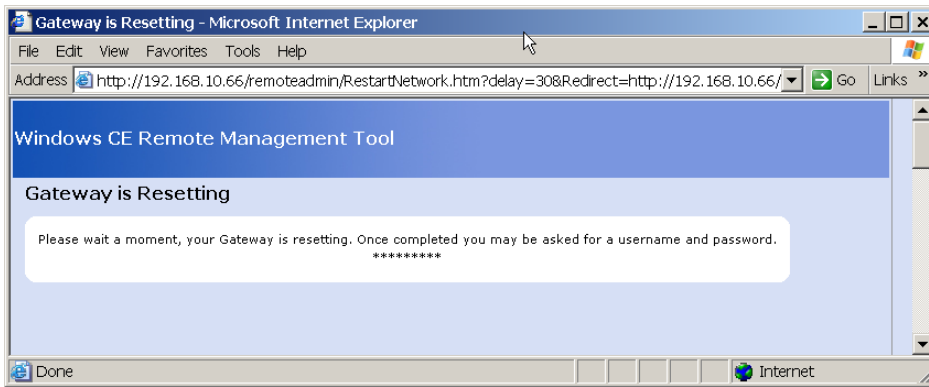 Gateway is Resetting - Microsoft Internet Explorer
File Edit View Favorites Tools Help
Address http://192.168.10.66/remoteadmin/RestartNetwork.htm?delay=30&Redirect=http://192.168.10.66/ Go Links »
Windows CE Remote Management Tool
Gateway is Resetting
Please wait a moment, your Gateway is resetting. Once completed you may be asked for a username and password.
*********
Done Internet